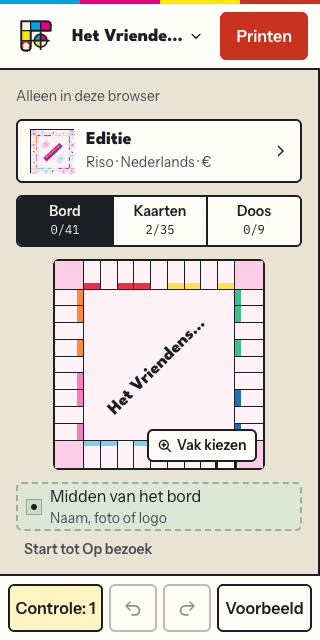 Het Vriende...
Printen
Alleen in deze browser
Editie
Riso · Nederlands · €
Bord
0/41
Kaarten
2/35
Doos
0/9
Het Vriendens...
Vak kiezen
Midden van het bord
Naam, foto of logo
Start tot Op bezoek
Controle: 1
Voorbeeld